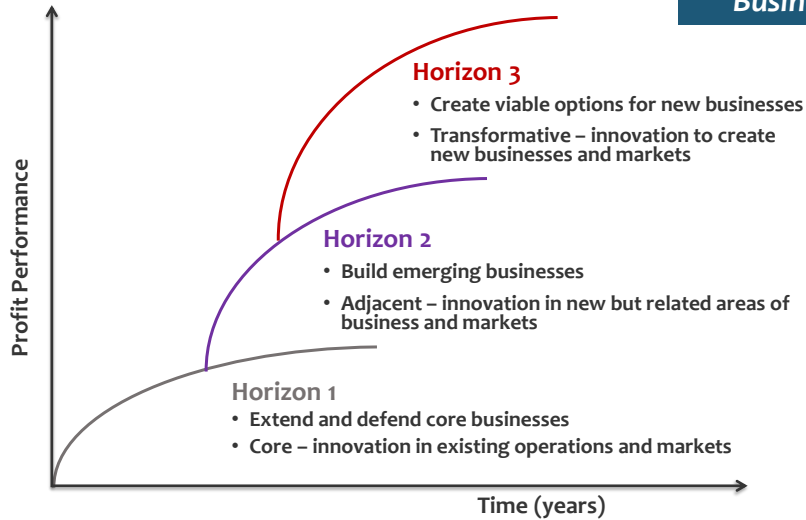 Horizon 3
• Create viable options for new businesses
• Transformative – innovation to create
new businesses and markets
Horizon 2
• Build emerging businesses
• Adjacent – innovation in new but related areas of
business and markets
Horizon 1
• Extend and defend core businesses
• Core – innovation in existing operations and markets
Profit Performance
Time (years)